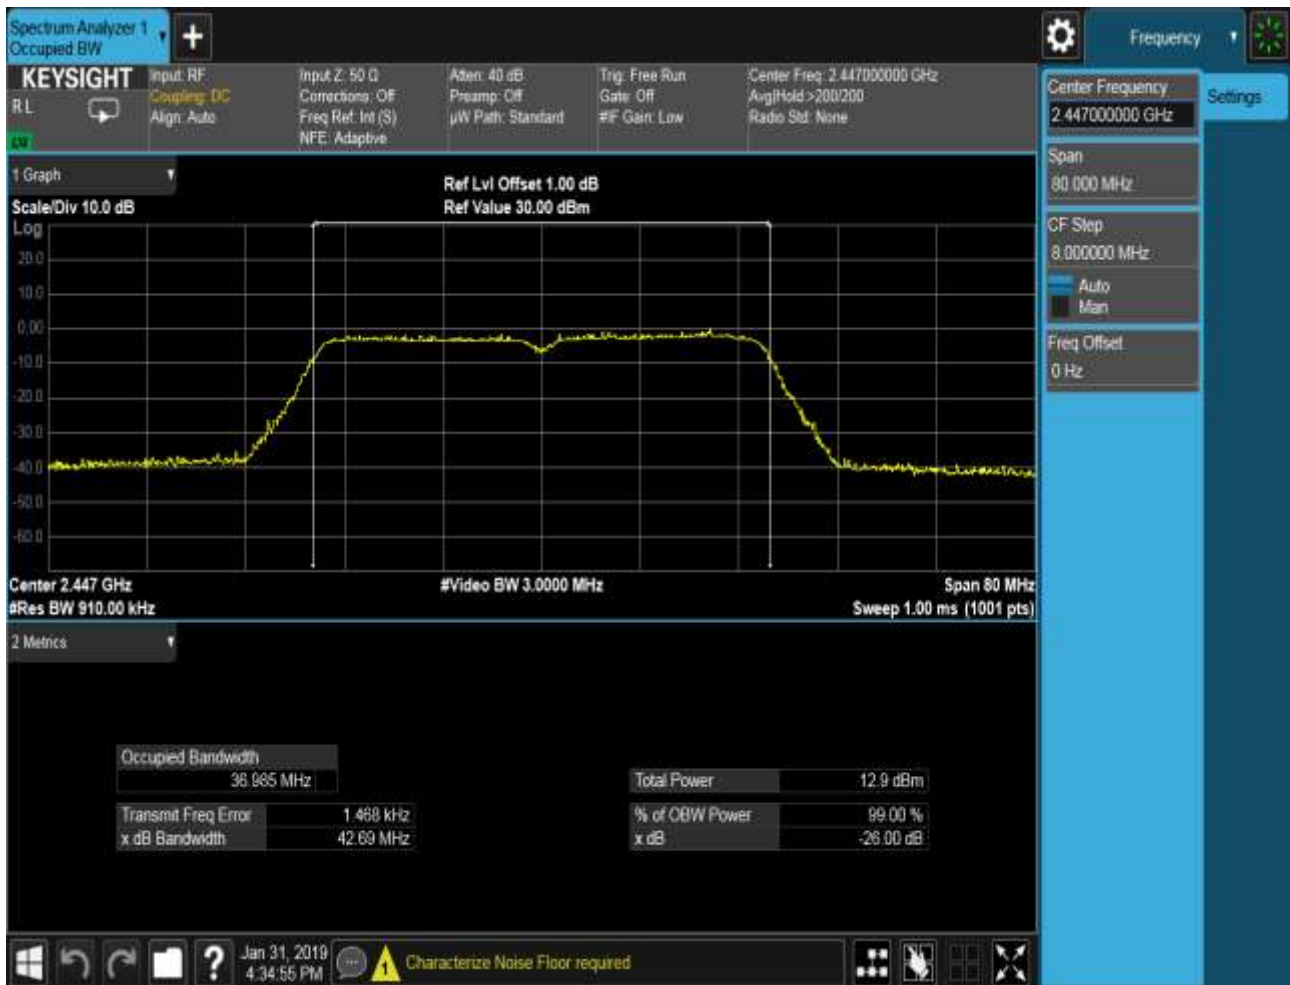 Spectrum Analyzer 1
Occupied BW
Frequency
KEYSIGHT
R L
Input: RF
Coupling: DC
Align: Auto
Input Z: 50 Ω
Corrections: Off
Freq Ref: Int (S)
NFE: Adaptive
Atten: 40 dB
Preamp: Off
µW Path: Standard
Trig: Free Run
Gate: Off
#IF Gain: Low
Center Freq: 2.447000000 GHz
Avg|Hold >200/200
Radio Std: None
Center Frequency
2.447000000 GHz
Settings
Span
80.000 MHz
CF Step
8.000000 MHz
Auto
Man
Freq Offset
0 Hz
1 Graph
Scale/Div 10.0 dB
Ref Lvl Offset 1.00 dB
Ref Value 30.00 dBm
Log
20.0
10.0
0.00
-10.0
-20.0
-30.0
-40.0
-50.0
-60.0
Center 2.447 GHz
#Video BW 3.0000 MHz
Span 80 MHz
#Res BW 910.00 kHz
Sweep 1.00 ms (1001 pts)
2 Metrics
Occupied Bandwidth
36.985 MHz
Total Power 12.9 dBm
Transmit Freq Error 1.468 kHz
% of OBW Power 99.00 %
x dB Bandwidth 42.69 MHz
x dB -26.00 dB
?
Jan 31, 2019
4:34:55 PM
1
Characterize Noise Floor required